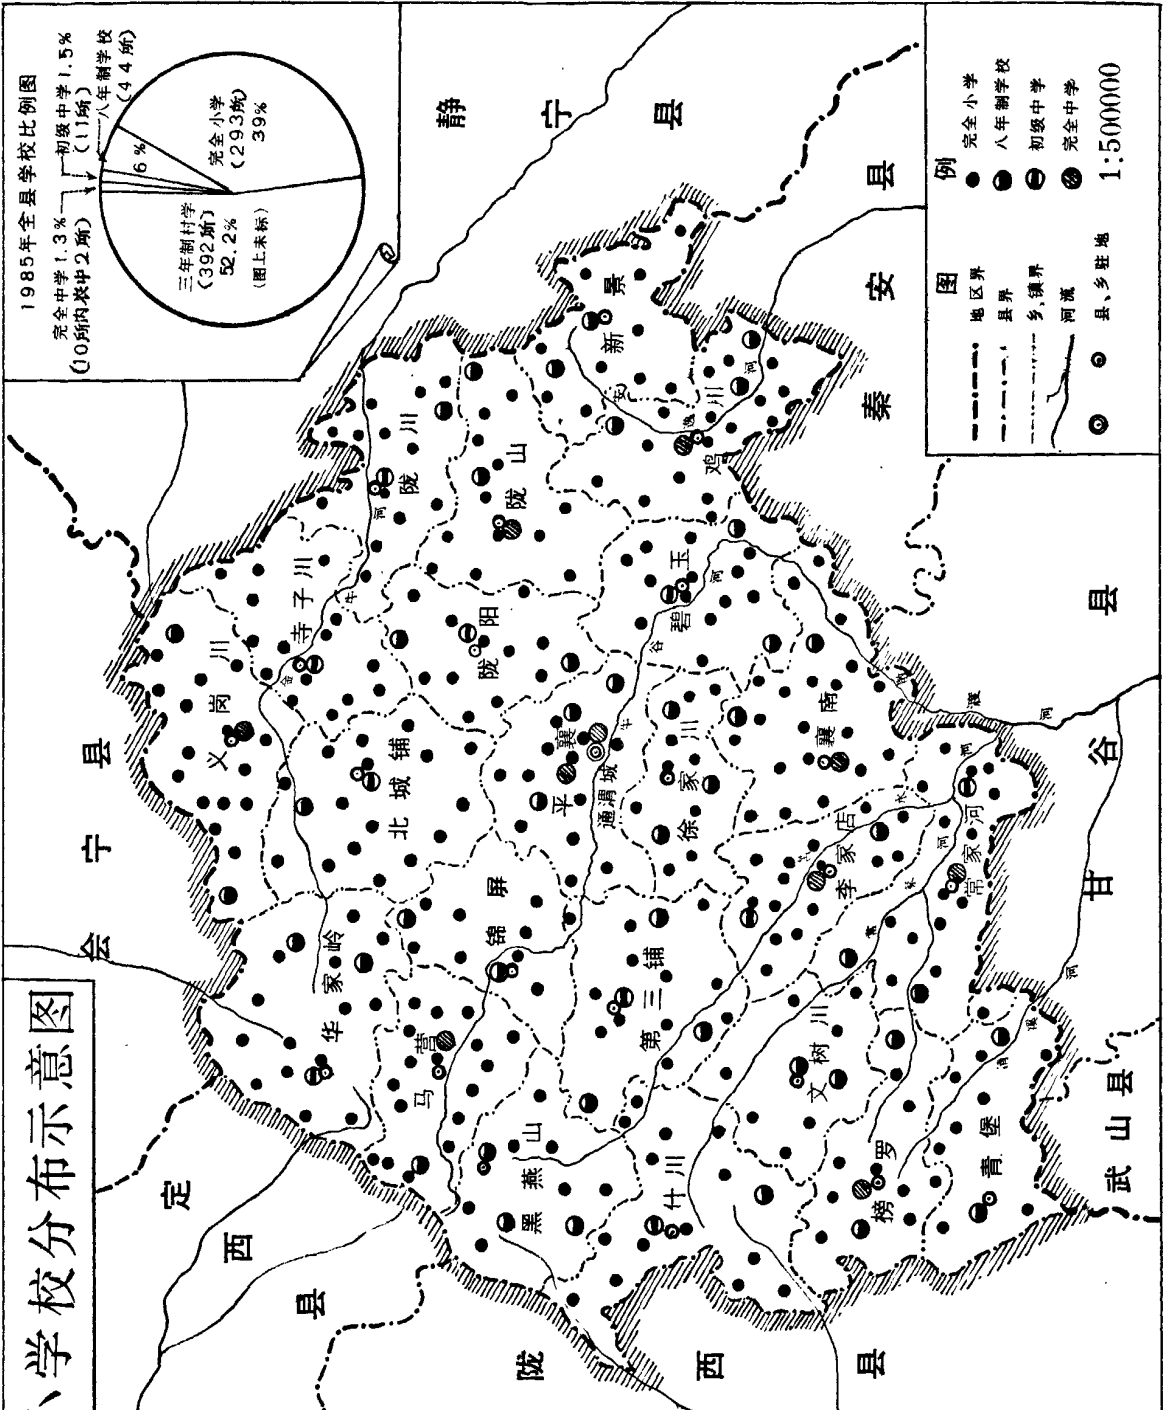 小学校分布示意图
1985年全县学校比例图
完全中学1.3%
(10所内农中2所)
初级中学1.5%
(11所)
八年制学校
(44所)
6%
完全小学
(293所)
39%
三年制村学
(392所)
52.2%
(图上未标)
图例
地区界
县界
乡、镇界
河流
县、乡驻地
完全小学
八年制学校
初级中学
完全中学
1:500000
静宁县
会宁县
定西县
陇西县
武山县
甘谷县
秦安县
义岗川
寺子川
陇川
陇山
新景
鸡川
陇阳
碧玉
北城铺
平襄
通渭城
徐家川
襄南
李家店
常家河
华家岭
锦屏
马营
黑燕山
第三铺
什川
文树川
榜罗
青堡